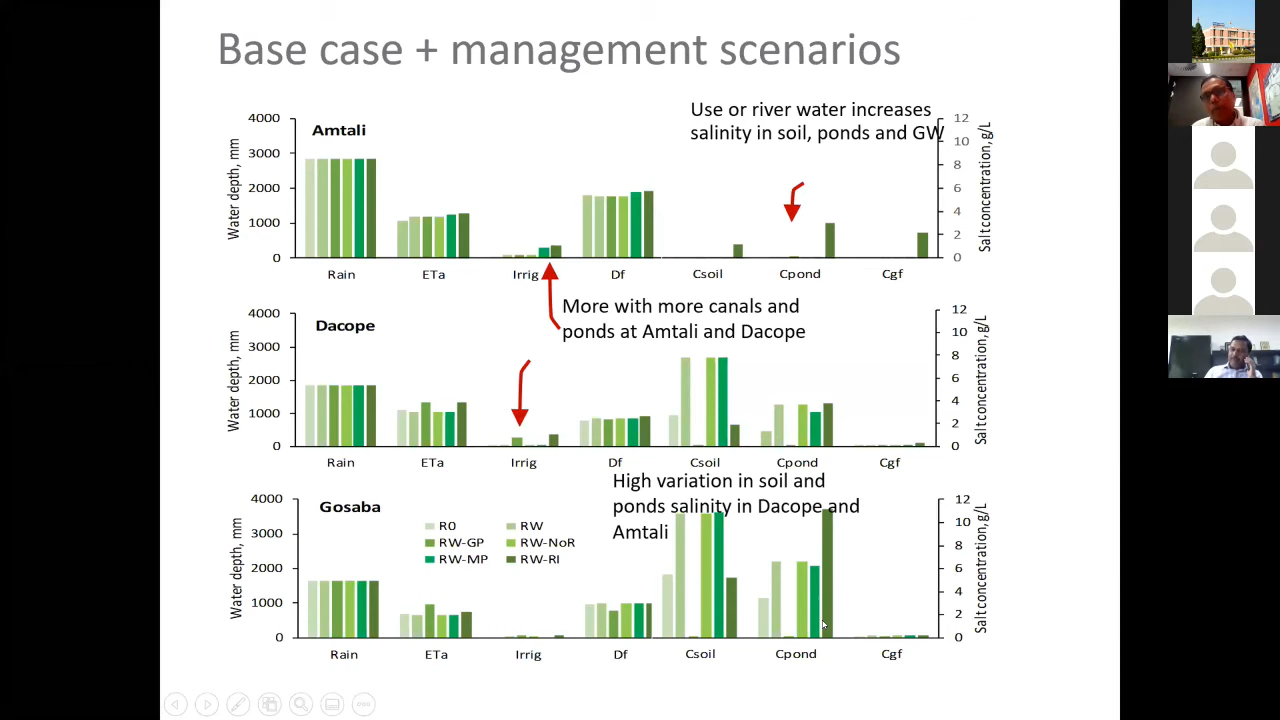 Base case + management scenarios
Use or river water increases
salinity in soil, ponds and GW
Amtali
4000
3000
2000
1000
0
Water depth, mm
12
10
8
6
4
2
0
Salt concentration, g/L
Rain ETa Irrig Df Csoil Cpond Cgf
More with more canals and
ponds at Amtali and Dacope
Dacope
4000
3000
2000
1000
0
Water depth, mm
12
10
8
6
4
2
0
Salt concentration, g/L
Rain ETa Irrig Df Csoil Cpond Cgf
High variation in soil and
ponds salinity in Dacope and
Amtali
Gosaba
4000
3000
2000
1000
0
Water depth, mm
R0 RW
RW-GP RW-NoR
RW-MP RW-RI
12
10
8
6
4
2
0
Salt concentration, g/L
Rain ETa Irrig Df Csoil Cpond Cgf